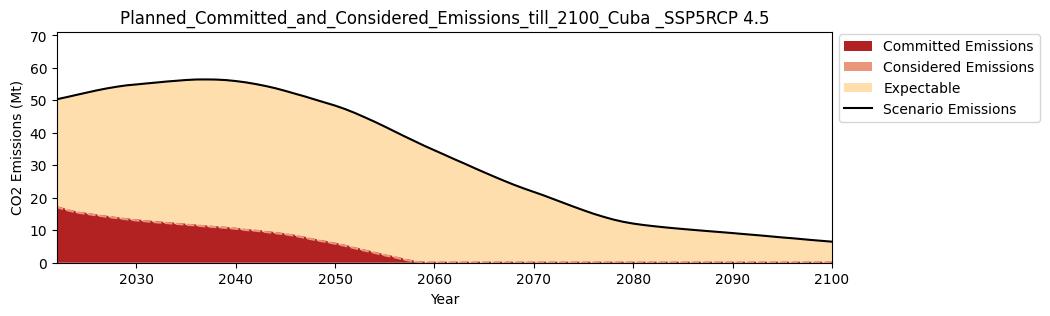 Planned_Committed_and_Considered_Emissions_till_2100_Cuba _SSP5RCP 4.5
70
60
50
40
30
20
10
0
CO2 Emissions (Mt)
2030
2040
2050
2060
2070
2080
2090
2100
Year
Committed Emissions
Considered Emissions
Expectable
Scenario Emissions